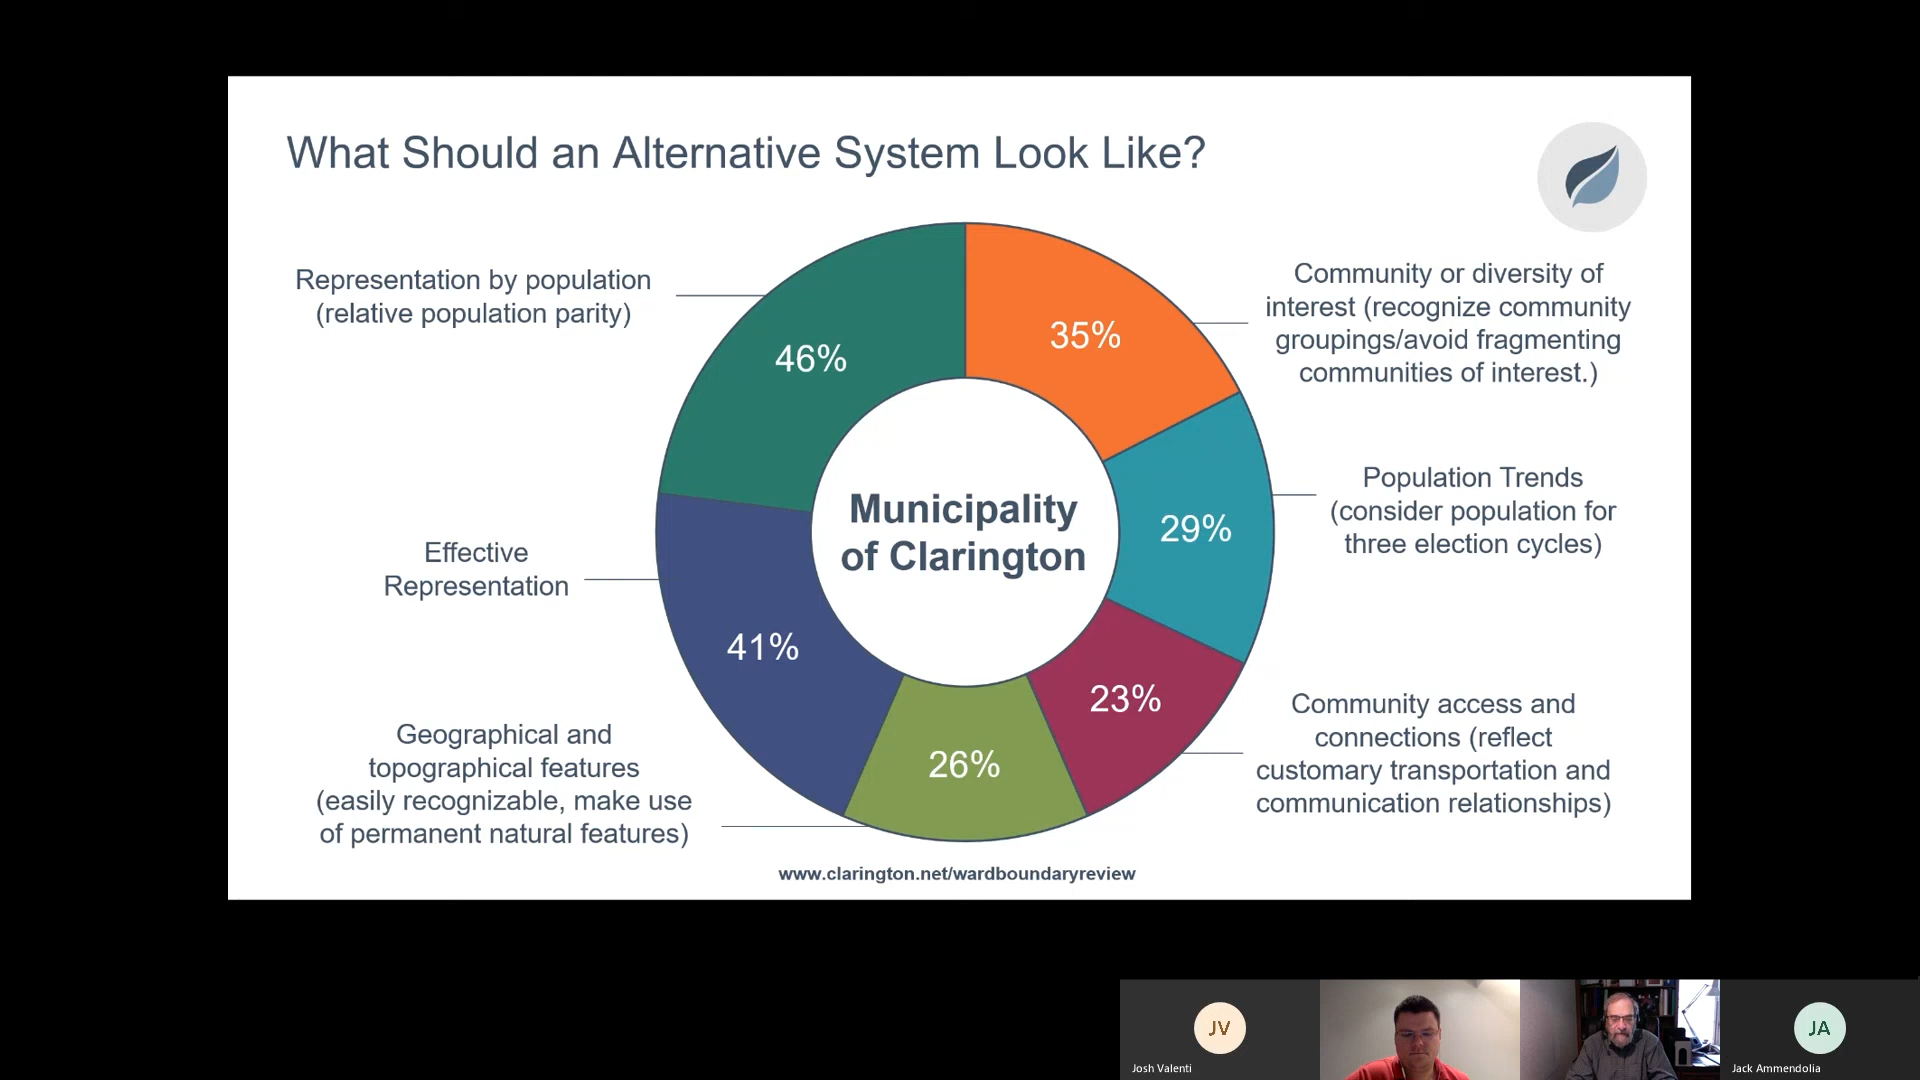 What Should an Alternative System Look Like?
Representation by population
(relative population parity)
46%
35%
Community or diversity of
interest (recognize community
groupings/avoid fragmenting
communities of interest.)
Population Trends
(consider population for
three election cycles)
29%
Municipality
of Clarington
Effective
Representation
41%
23%
Community access and
connections (reflect
customary transportation and
communication relationships)
Geographical and
topographical features
(easily recognizable, make use
of permanent natural features)
26%
www.clarington.net/wardboundaryreview
JV
Josh Valenti
JA
Jack Ammendolia